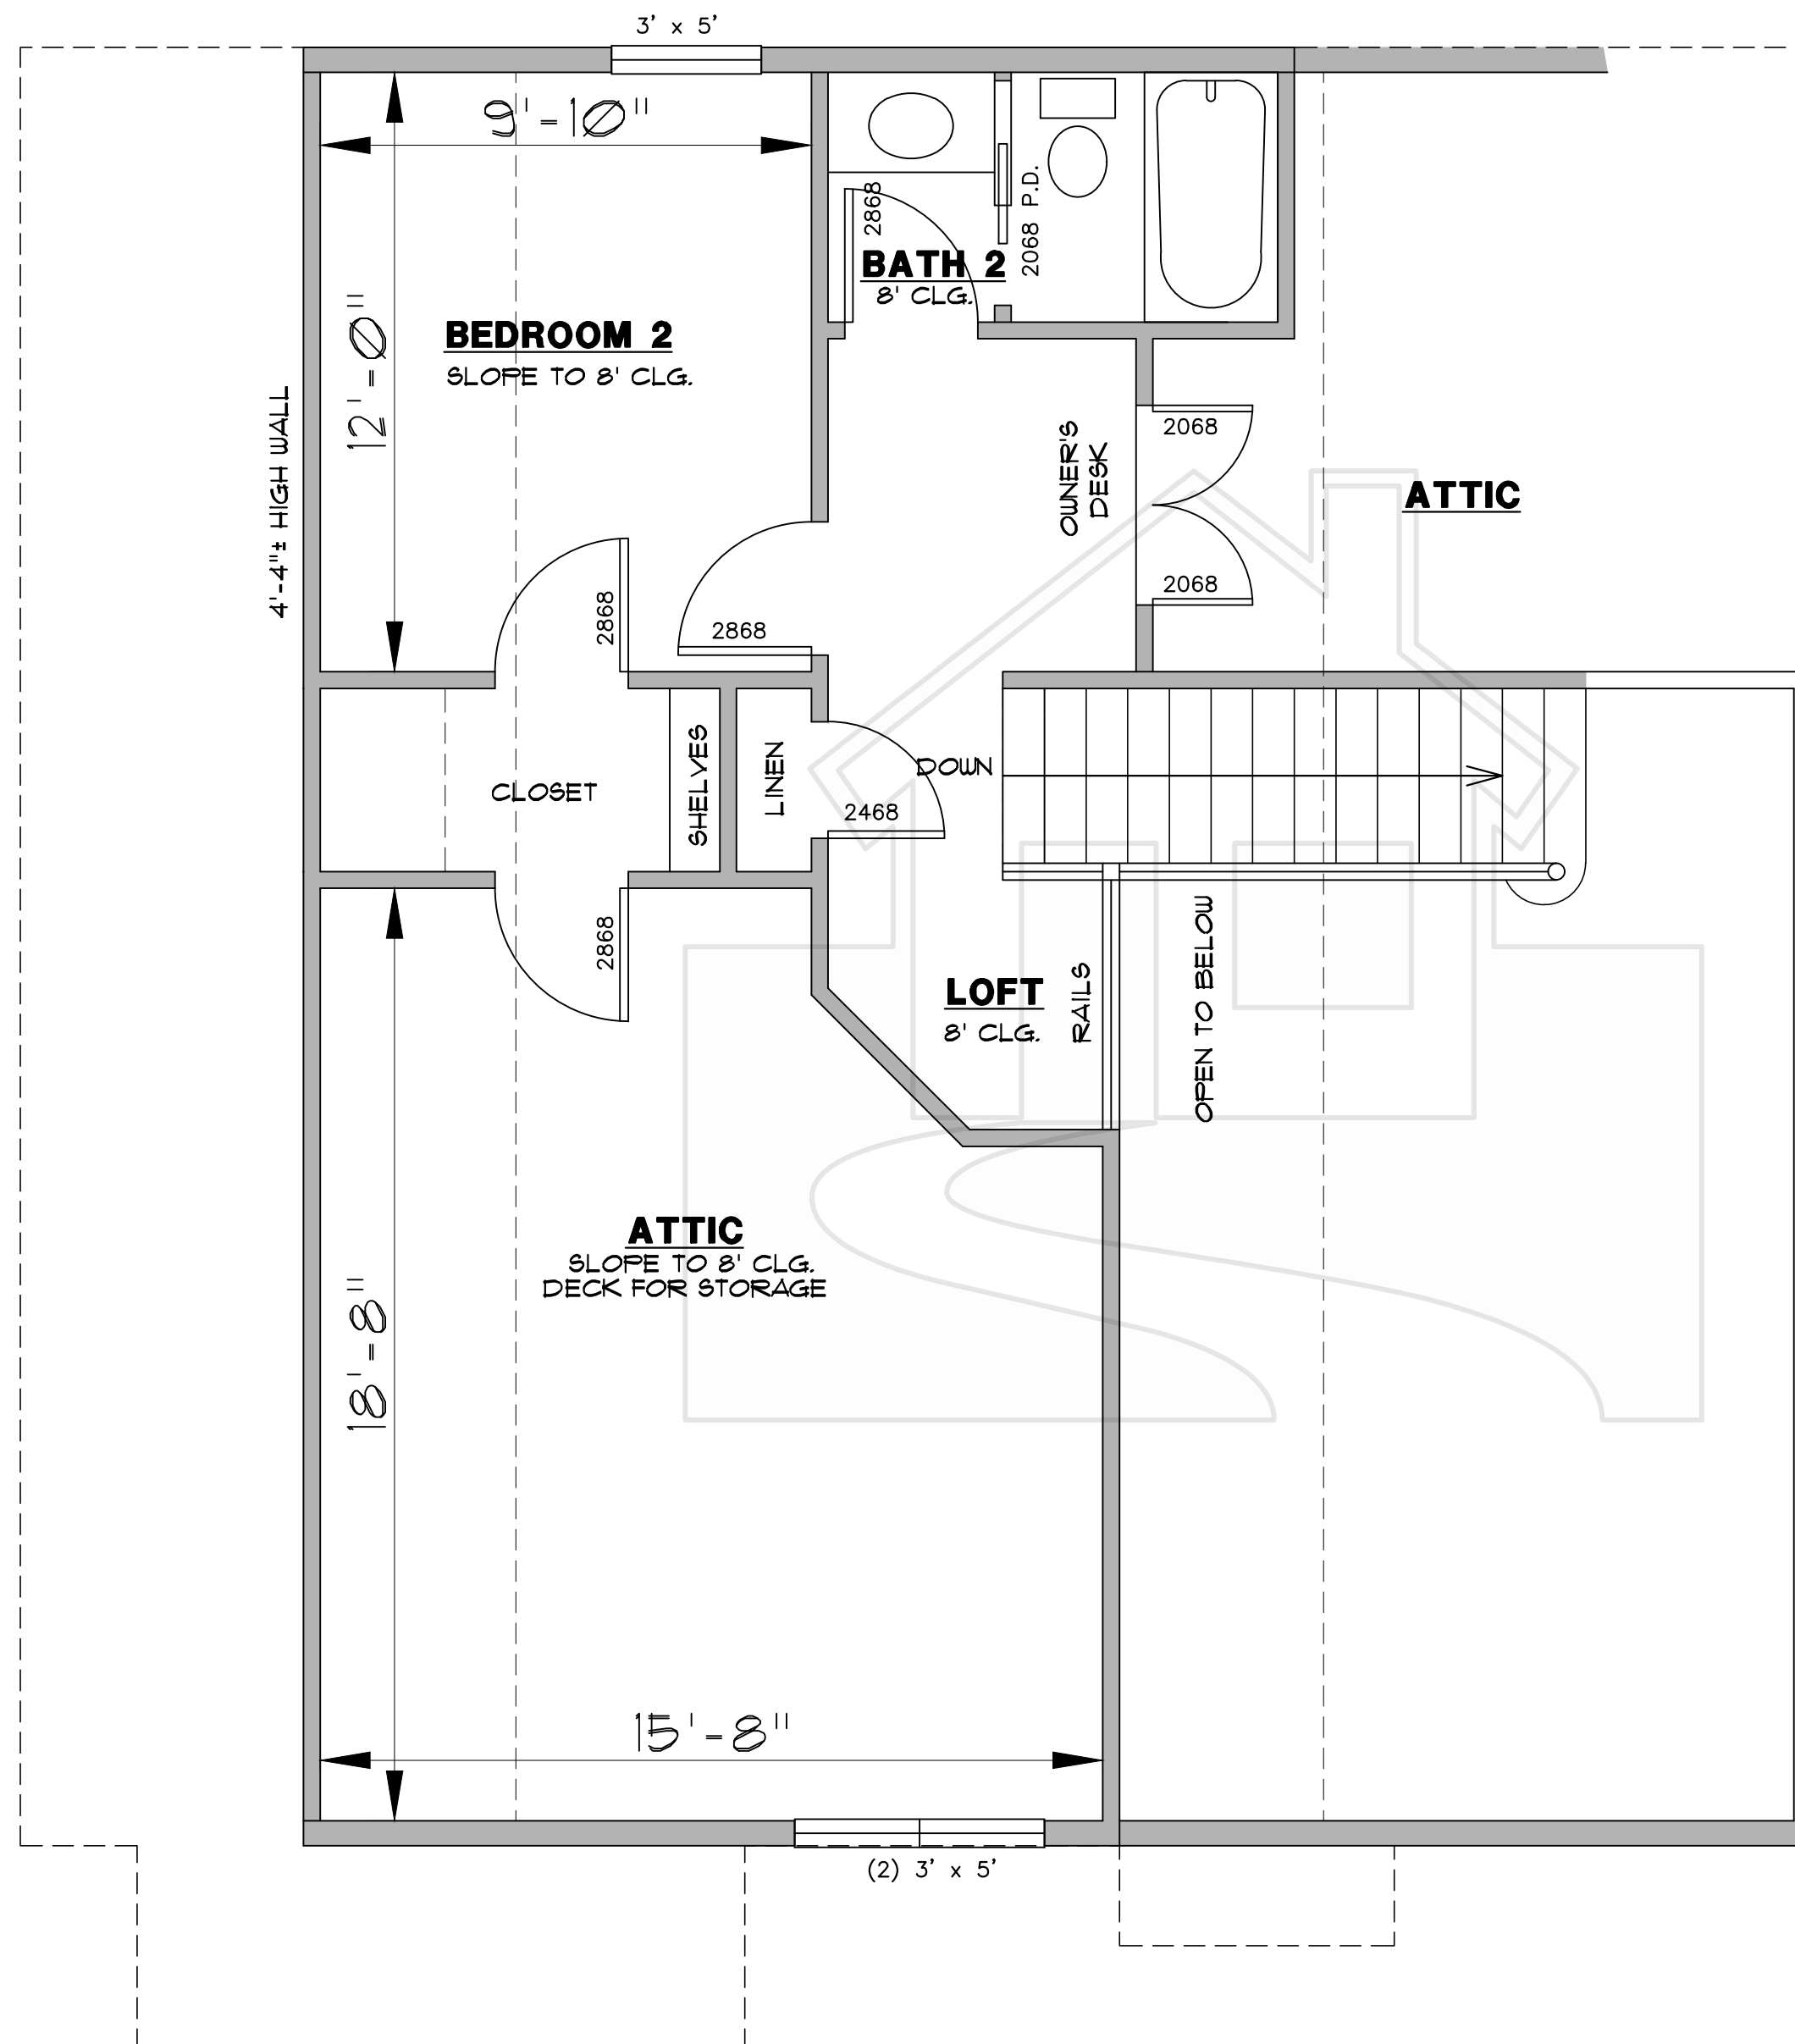 3' x 5'
9'-10"
12'-0"
BEDROOM 2
SLOPE TO 8' CLG.
4'-4"± HIGH WALL
2868
BATH 2
8' CLG.
2068 P.D.
OWNER'S
DESK
2068
2068
ATTIC
2868
2868
CLOSET
SHELVES
LINEN
2468
DOWN
2868
LOFT
8' CLG.
RAILS
OPEN TO BELOW
ATTIC
SLOPE TO 8' CLG.
DECK FOR STORAGE
18'-8"
15'-8"
(2) 3' x 5'